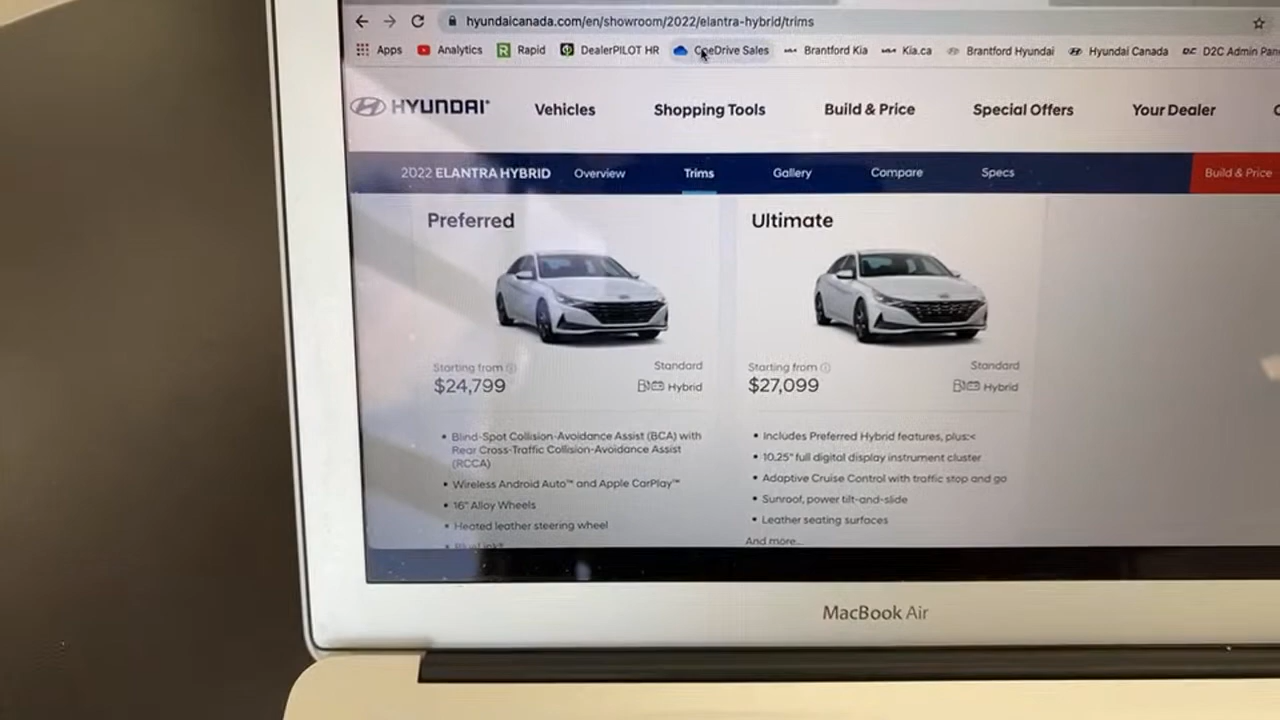 hyundaicanada.com/en/showroom/2022/elantra-hybrid/trims
Apps Analytics Rapid DealerPILOT HR OneDrive Sales Brantford Kia Kia.ca Brantford Hyundai Hyundai Canada D2C Admin Pan
HYUNDAI Vehicles Shopping Tools Build & Price Special Offers Your Dealer
2022 ELANTRA HYBRID Overview Trims Gallery Compare Specs Build & Price
Preferred
Starting from
$24,799
Standard
Hybrid
• Blind-Spot Collision-Avoidance Assist (BCA) with
Rear Cross-Traffic Collision-Avoidance Assist
(RCCA)
• Wireless Android Auto™ and Apple CarPlay™
• 16" Alloy Wheels
• Heated leather steering wheel
Ultimate
Starting from
$27,099
Standard
Hybrid
• Includes Preferred Hybrid features, plus:<
• 10.25" full digital display instrument cluster
• Adaptive Cruise Control with traffic stop and go
• Sunroof, power tilt-and-slide
• Leather seating surfaces
And more...
MacBook Air